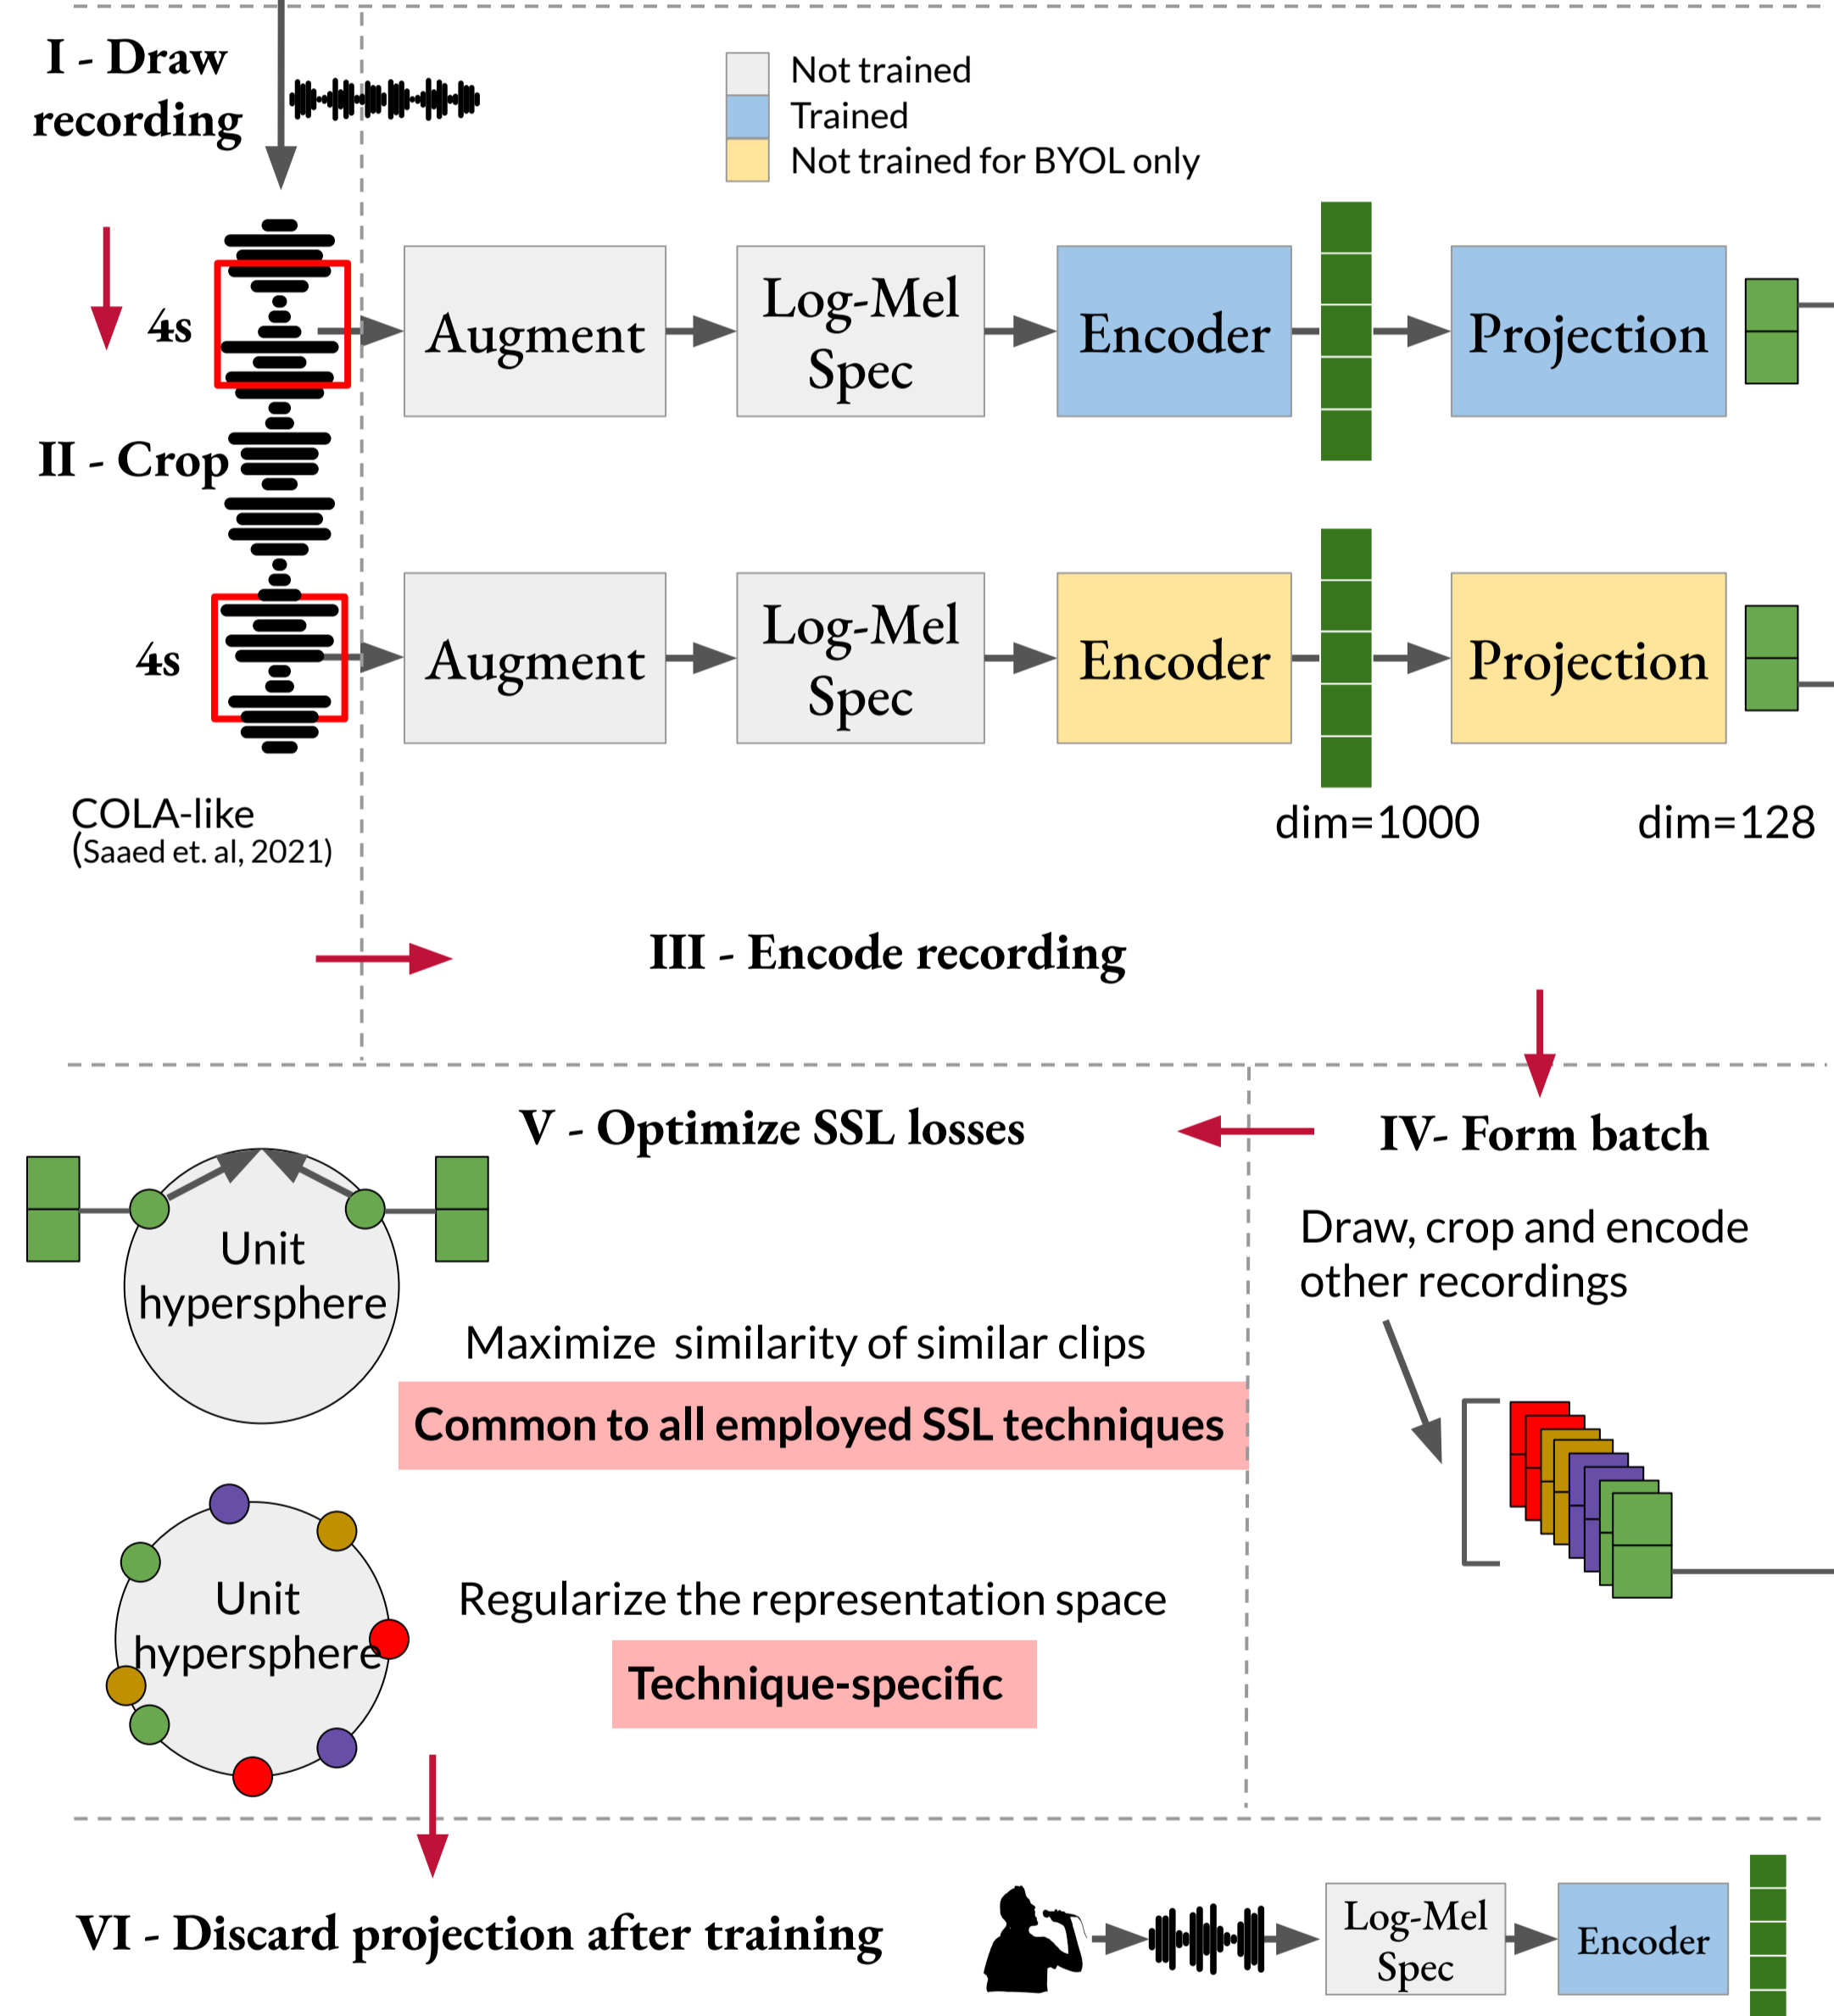 I - Draw
recording
Not trained
Trained
Not trained for BYOL only
4s
Augment
Log-Mel
Spec
Encoder
Projection
II - Crop
4s
Augment
Log-Mel
Spec
Encoder
Projection
COLA-like
(Saaed et. al, 2021)
dim=1000
dim=128
III - Encode recording
V - Optimize SSL losses
IV- Form batch
Unit
hypersphere
Draw, crop and encode
other recordings
Maximize similarity of similar clips
Common to all employed SSL techniques
Unit
hypersphere
Regularize the representation space
Technique-specific
VI - Discard projection after training
Log-Mel
Spec
Encoder